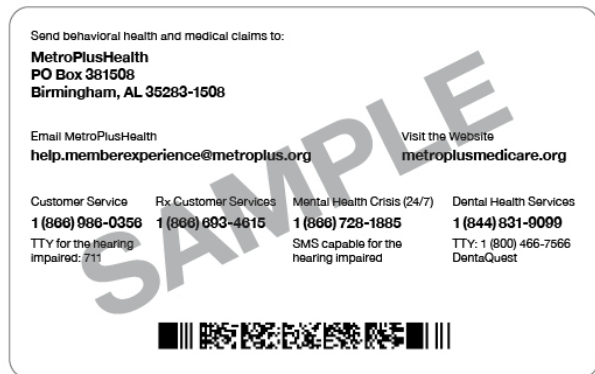 Send behavioral health and medical claims to:
MetroPlusHealth
PO Box 381508
Birmingham, AL 35283-1508
Email MetroPlusHealth
help.memberexperience@metroplus.org
Visit the Website
metroplusmedicare.org
Customer Service
1 (866) 986-0356
TTY for the hearing
impaired: 711
Rx Customer Services
1 (866) 693-4615
Mental Health Crisis (24/7)
1 (866) 728-1885
SMS capable for the
hearing impaired
Dental Health Services
1 (844) 831-9099
TTY: 1 (800) 466-7566
DentaQuest
SAMPLE